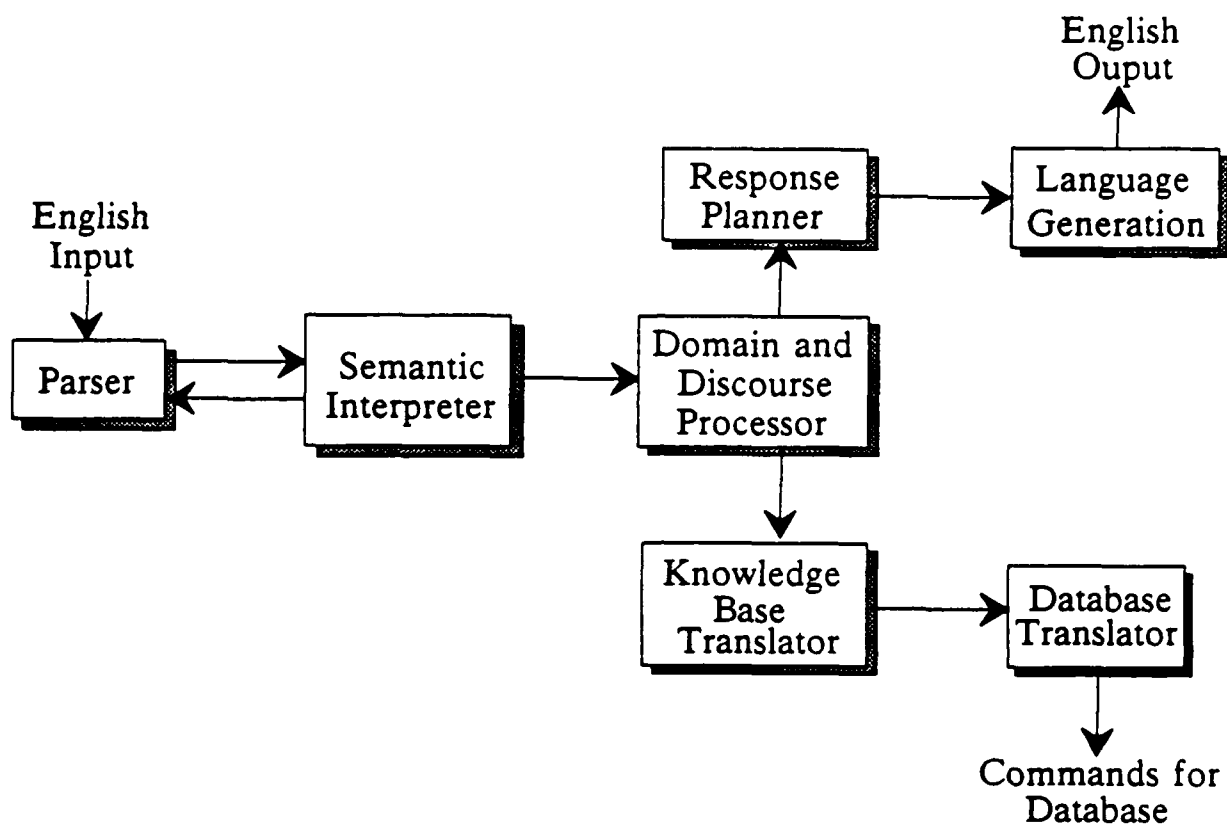 English
Ouput
Response
Planner
Language
Generation
English
Input
Parser
Semantic
Interpreter
Domain and
Discourse
Processor
Knowledge
Base
Translator
Database
Translator
Commands for
Database